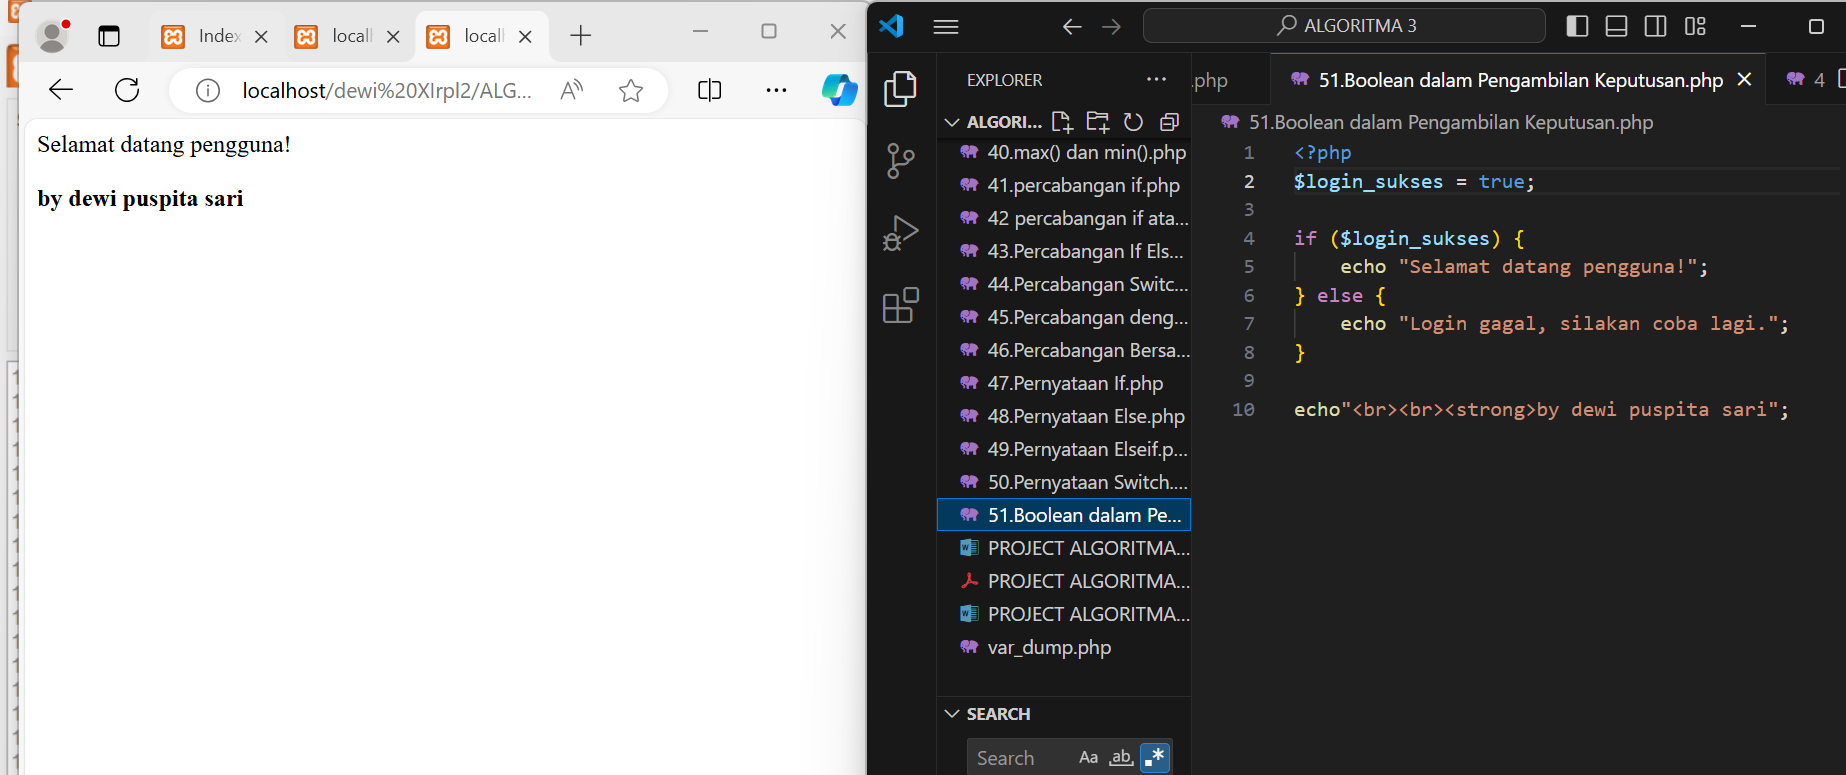 Index
locall
locall
localhost/dewi%20XIrpl2/ALG...
Selamat datang pengguna!
by dewi puspita sari
ALGORITMA 3
EXPLORER
ALGORI...
40.max() dan min().php
41.percabangan if.php
42 percabangan if ata...
43.Percabangan If Els...
44.Percabangan Switc...
45.Percabangan deng...
46.Percabangan Bersa...
47.Pernyataan If.php
48.Pernyataan Else.php
49.Pernyataan Elseif.p...
50.Pernyataan Switch....
51.Boolean dalam Pe...
PROJECT ALGORITMA...
PROJECT ALGORITMA...
PROJECT ALGORITMA...
var_dump.php
SEARCH
Search
Aa
ab
.*
.php
51.Boolean dalam Pengambilan Keputusan.php
4
51.Boolean dalam Pengambilan Keputusan.php
1 <?php
2 $login_sukses = true;
3
4 if ($login_sukses) {
5 echo "Selamat datang pengguna!";
6 } else {
7 echo "Login gagal, silakan coba lagi.";
8 }
9
10 echo"<br><br><strong>by dewi puspita sari";